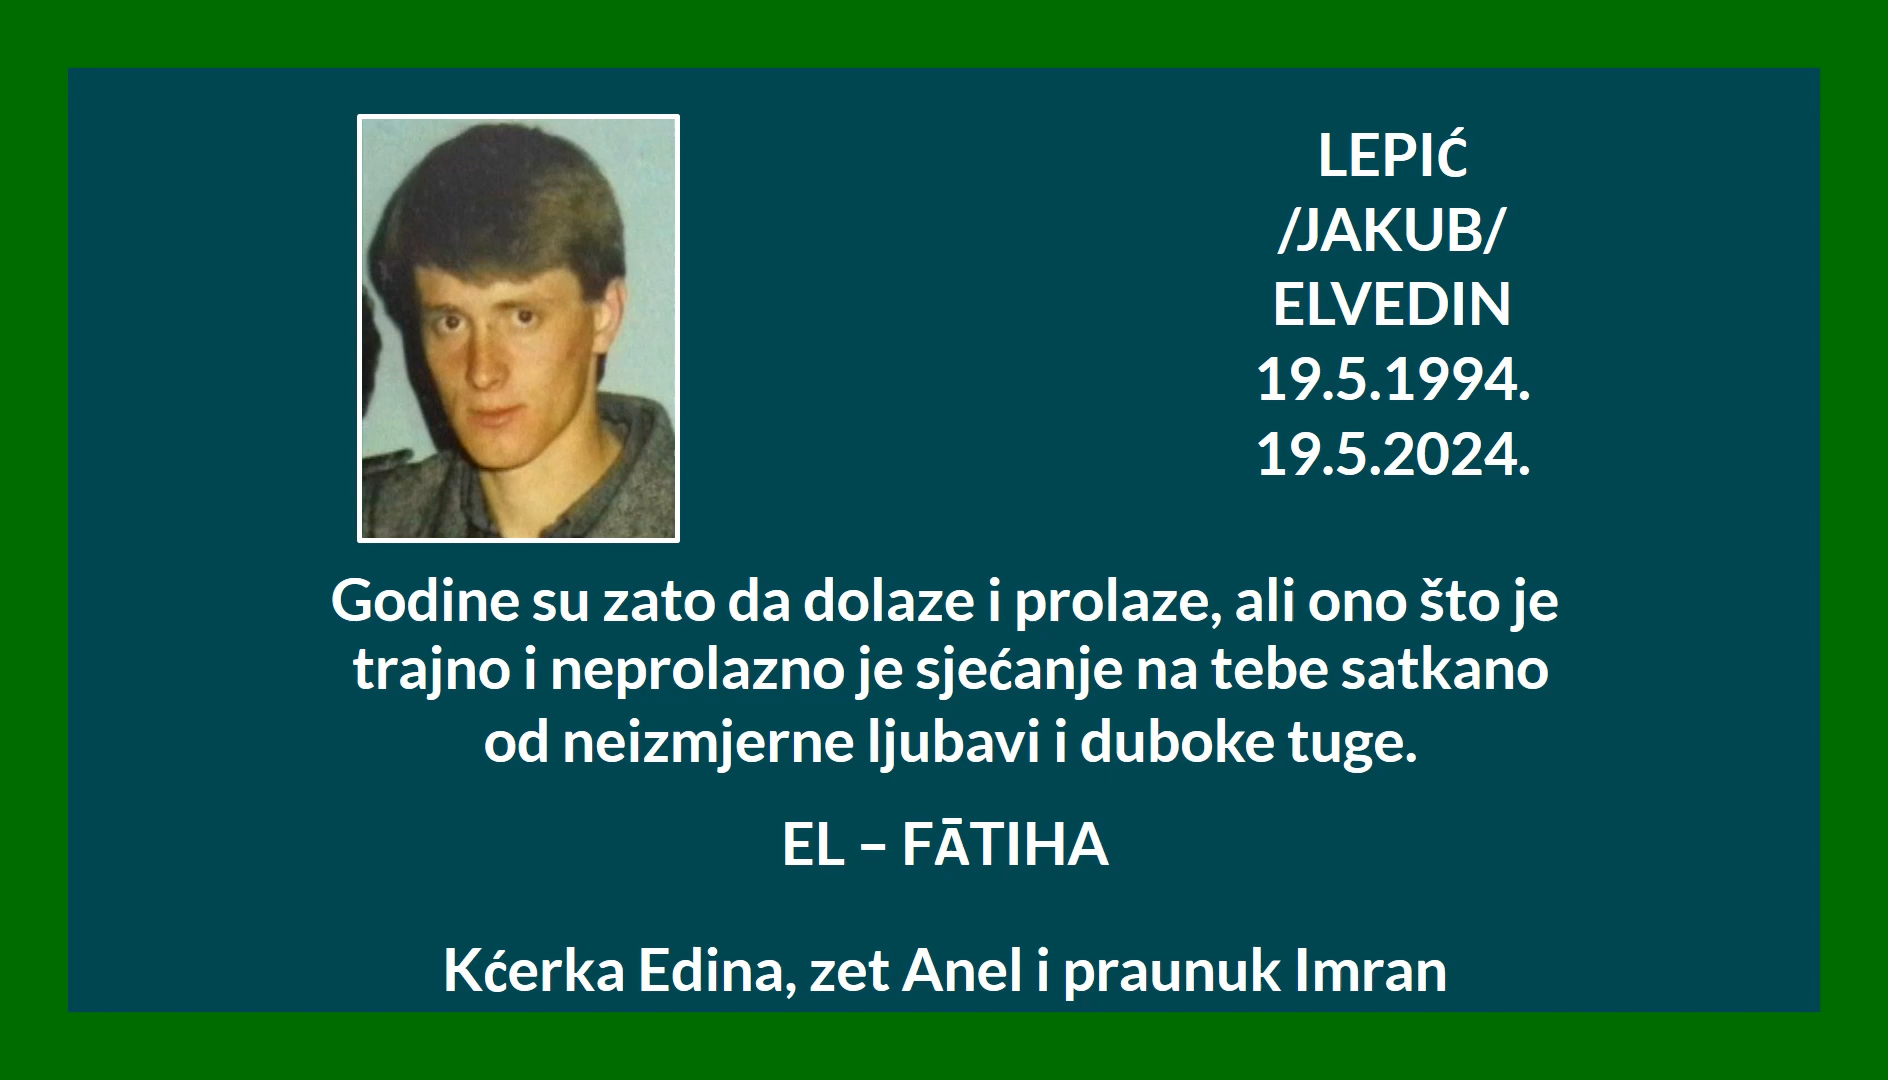 LEPIĆ
/JAKUB/
ELVEDIN
19.5.1994.
19.5.2024.
Godine su zato da dolaze i prolaze, ali ono što je
trajno i neprolazno je sjećanje na tebe satkano
od neizmjerne ljubavi i duboke tuge.
EL – FĀTIHA
Kćerka Edina, zet Anel i praunuk Imran